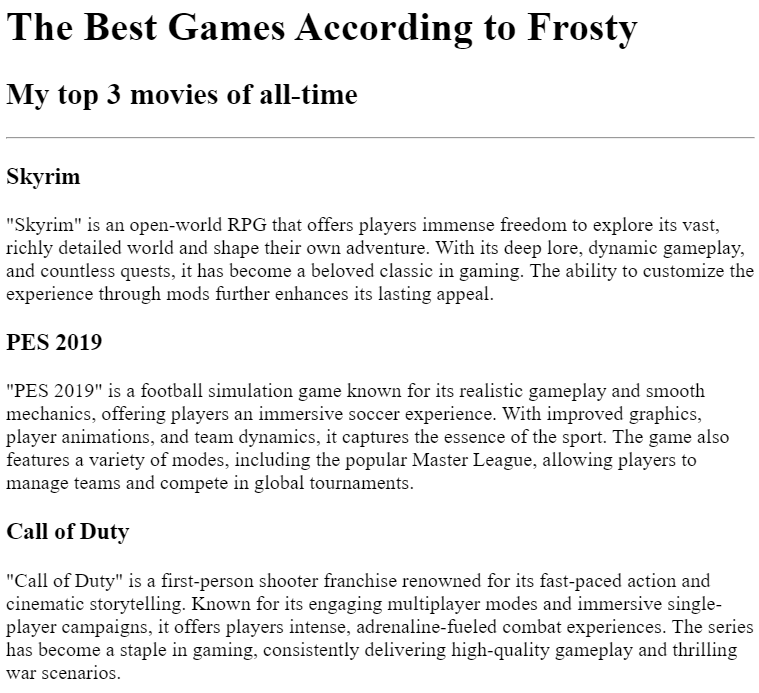 The Best Games According to Frosty
My top 3 movies of all-time
Skyrim
"Skyrim" is an open-world RPG that offers players immense freedom to explore its vast,
richly detailed world and shape their own adventure. With its deep lore, dynamic gameplay,
and countless quests, it has become a beloved classic in gaming. The ability to customize the
experience through mods further enhances its lasting appeal.
PES 2019
"PES 2019" is a football simulation game known for its realistic gameplay and smooth
mechanics, offering players an immersive soccer experience. With improved graphics,
player animations, and team dynamics, it captures the essence of the sport. The game also
features a variety of modes, including the popular Master League, allowing players to
manage teams and compete in global tournaments.
Call of Duty
"Call of Duty" is a first-person shooter franchise renowned for its fast-paced action and
cinematic storytelling. Known for its engaging multiplayer modes and immersive single-
player campaigns, it offers players intense, adrenaline-fueled combat experiences. The series
has become a staple in gaming, consistently delivering high-quality gameplay and thrilling
war scenarios.